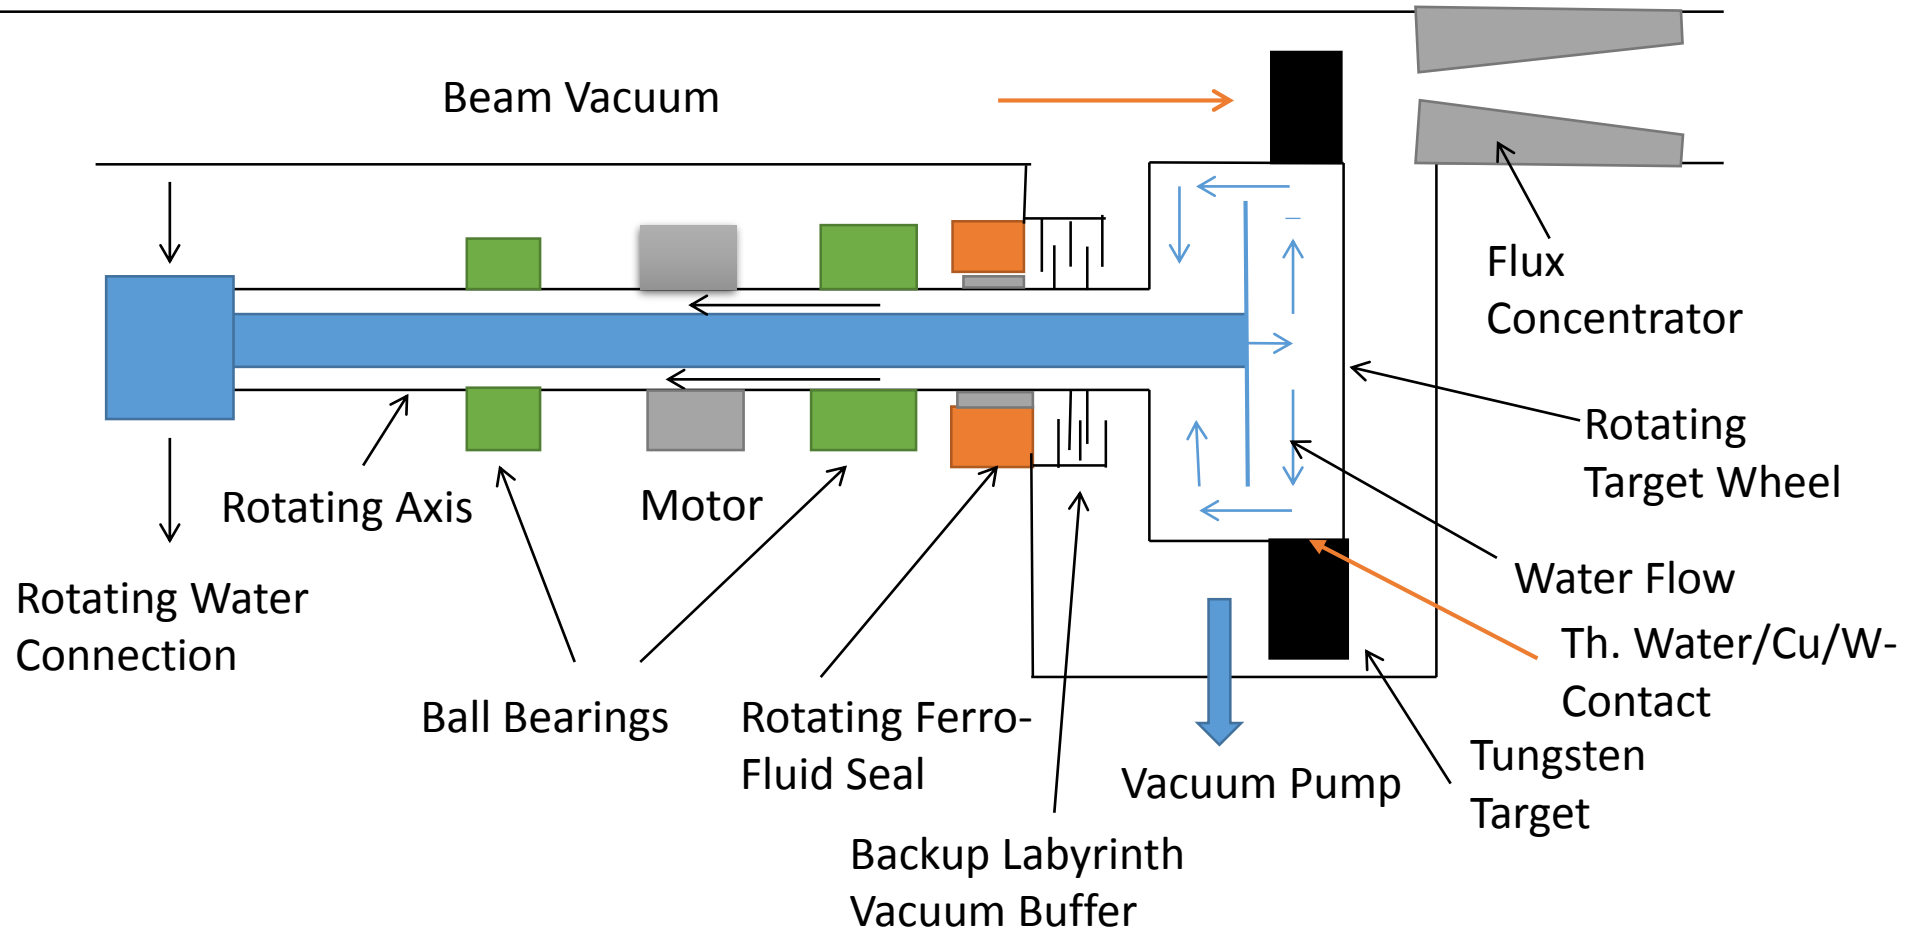 Beam Vacuum
Flux
Concentrator
Rotating
Target Wheel
Rotating Axis
Motor
Rotating Water
Connection
Water Flow
Th. Water/Cu/W-
Contact
Ball Bearings
Rotating Ferro-
Fluid Seal
Vacuum Pump
Tungsten
Target
Backup Labyrinth
Vacuum Buffer